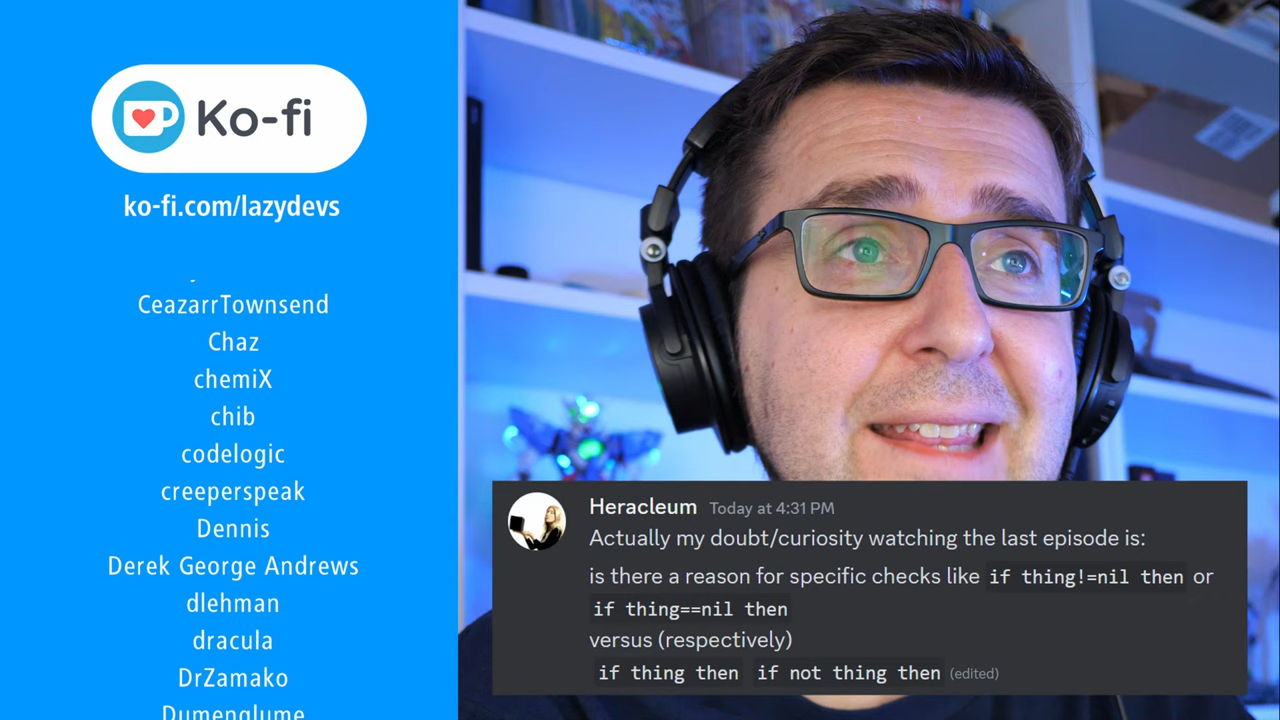 Ko-fi
ko-fi.com/lazydevs
CeazarrTownsend
Chaz
chemiX
chib
codelogic
creeperspeak
Dennis
Derek George Andrews
dlehman
dracula
DrZamako
Dumenglume
Heracleum Today at 4:31 PM
Actually my doubt/curiosity watching the last episode is:
is there a reason for specific checks like if thing!=nil then or
if thing==nil then
versus (respectively)
if thing then if not thing then (edited)